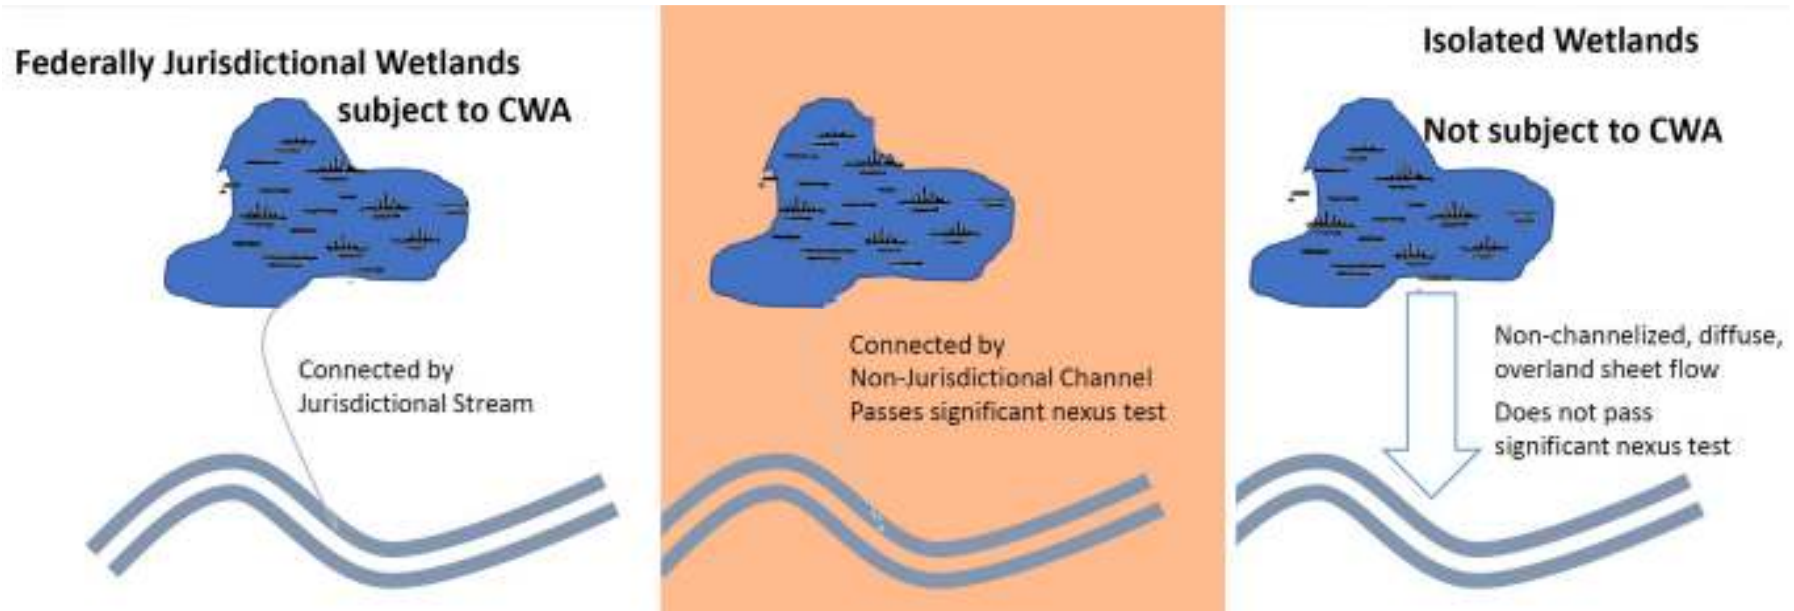 Federally Jurisdictional Wetlands
subject to CWA
Connected by
Jurisdictional Stream
Connected by
Non-Jurisdictional Channel
Passes significant nexus test
Isolated Wetlands
Not subject to CWA
Non-channelized, diffuse,
overland sheet flow
Does not pass
significant nexus test